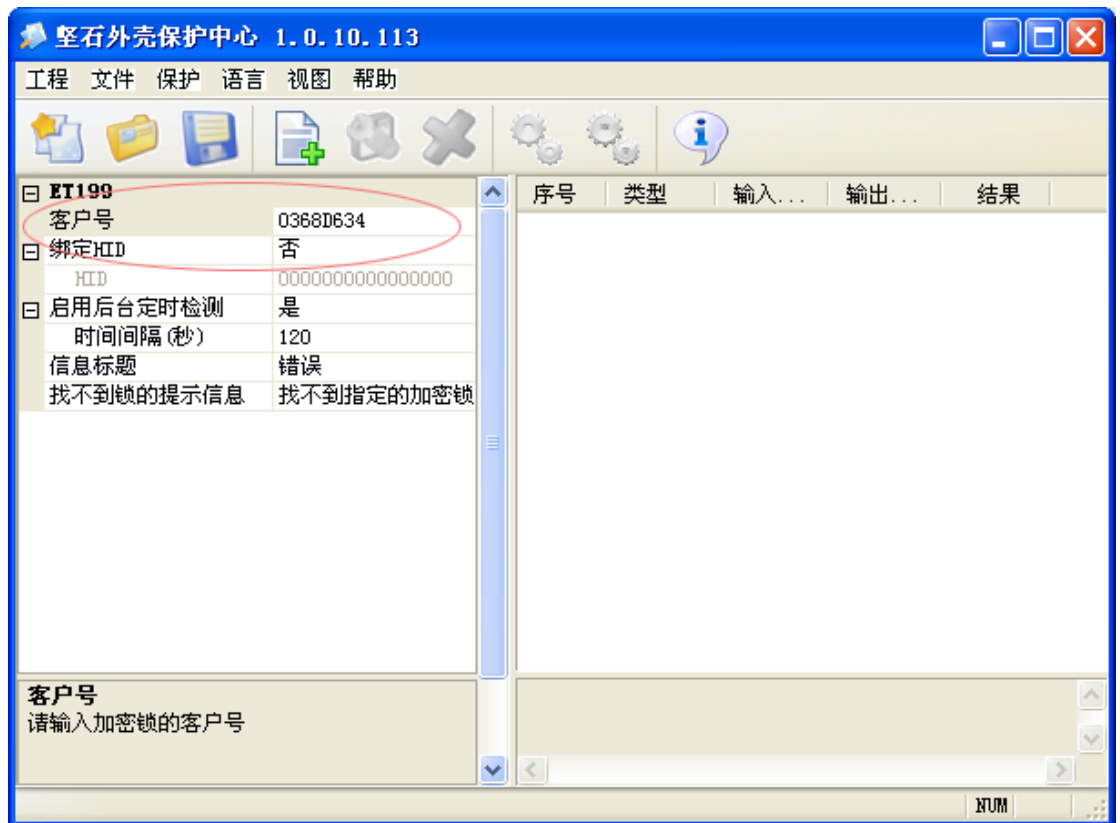 坚石外壳保护中心 1.0.10.113
工程 文件 保护 语言 视图 帮助
ET199
客户号 0368D634
绑定HID 否
HID 0000000000000000
启用后台定时检测 是
时间间隔(秒) 120
信息标题 错误
找不到锁的提示信息 找不到指定的加密锁
序号 类型 输入... 输出... 结果
客户号
请输入加密锁的客户号
NUM